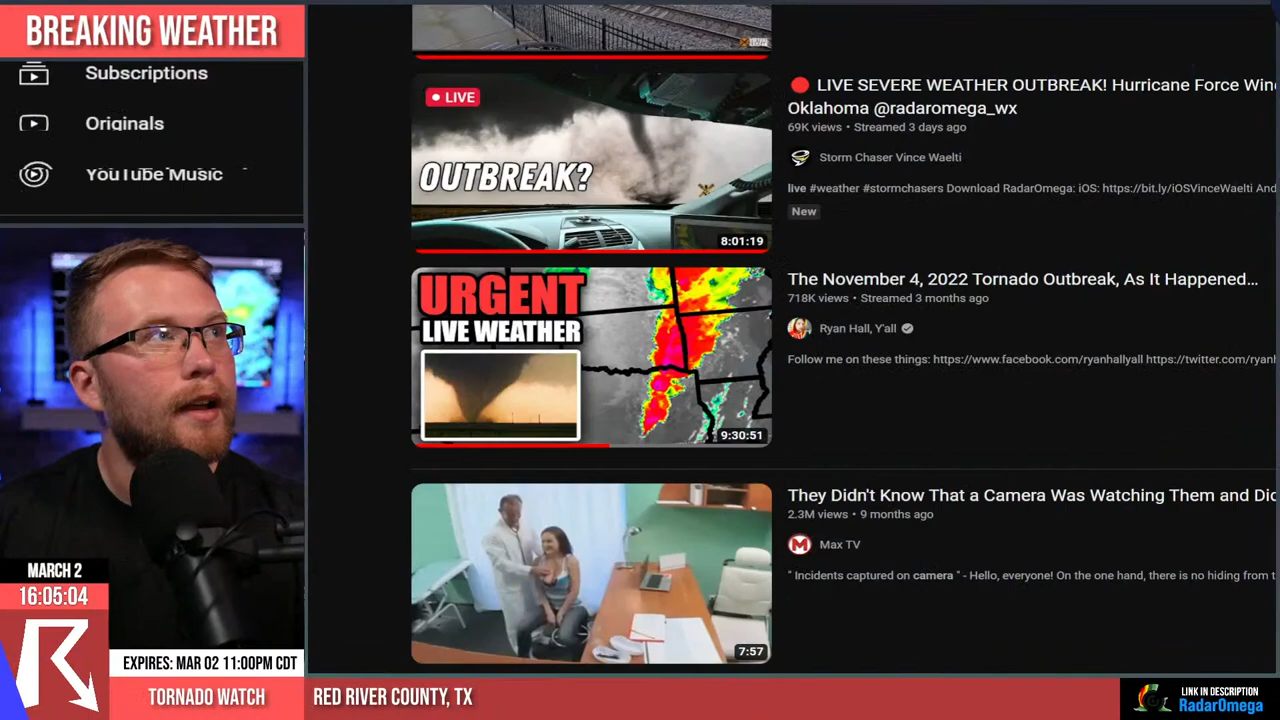 BREAKING WEATHER
Subscriptions
Originals
YouTube Music
LIVE
OUTBREAK?
8:01:19
🔴 LIVE SEVERE WEATHER OUTBREAK! Hurricane Force Win
Oklahoma @radaromega_wx
69K views • Streamed 3 days ago
Storm Chaser Vince Waelti
live #weather #stormchasers Download RadarOmega: iOS: https://bit.ly/iOSVinceWaelti And
New
URGENT
LIVE WEATHER
9:30:51
The November 4, 2022 Tornado Outbreak, As It Happened...
718K views • Streamed 3 months ago
Ryan Hall, Y'all
Follow me on these things: https://www.facebook.com/ryanhallyall https://twitter.com/ryanh
7:57
They Didn't Know That a Camera Was Watching Them and Did
2.3M views • 9 months ago
M
Max TV
" Incidents captured on camera " - Hello, everyone! On the one hand, there is no hiding from t
MARCH 2
16:05:04
R
EXPIRES: MAR 02 11:00PM CDT
TORNADO WATCH
RED RIVER COUNTY, TX
LINK IN DESCRIPTION
RadarOmega